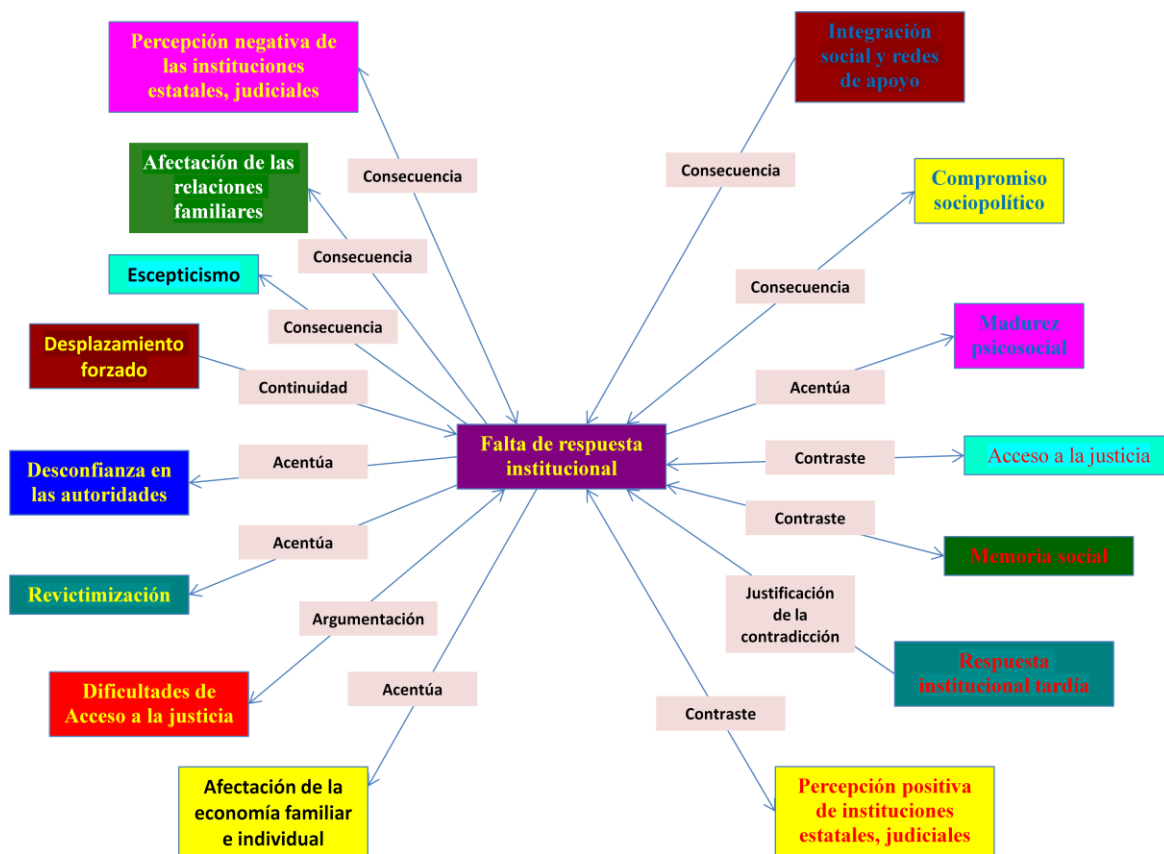 Percepción negativa de
las instituciones
estatales, judiciales
Integración
social y redes
de apoyo
Afectación de las
relaciones
familiares
Consecuencia
Consecuencia
Compromiso
sociopolítico
Escepticismo
Consecuencia
Consecuencia
Consecuencia
Desplazamiento
forzado
Madurez
psicosocial
Continuidad
Acentúa
Falta de respuesta
institucional
Desconfianza en
las autoridades
Acentúa
Contraste
Acceso a la justicia
Acentúa
Contraste
Memoria social
Revictimización
Argumentación
Justificación
de la
contradicción
Dificultades de
Acceso a la justicia
Acentúa
Respuesta
institucional tardía
Contraste
Afectación de la
economía familiar
e individual
Percepción positiva
de instituciones
estatales, judiciales